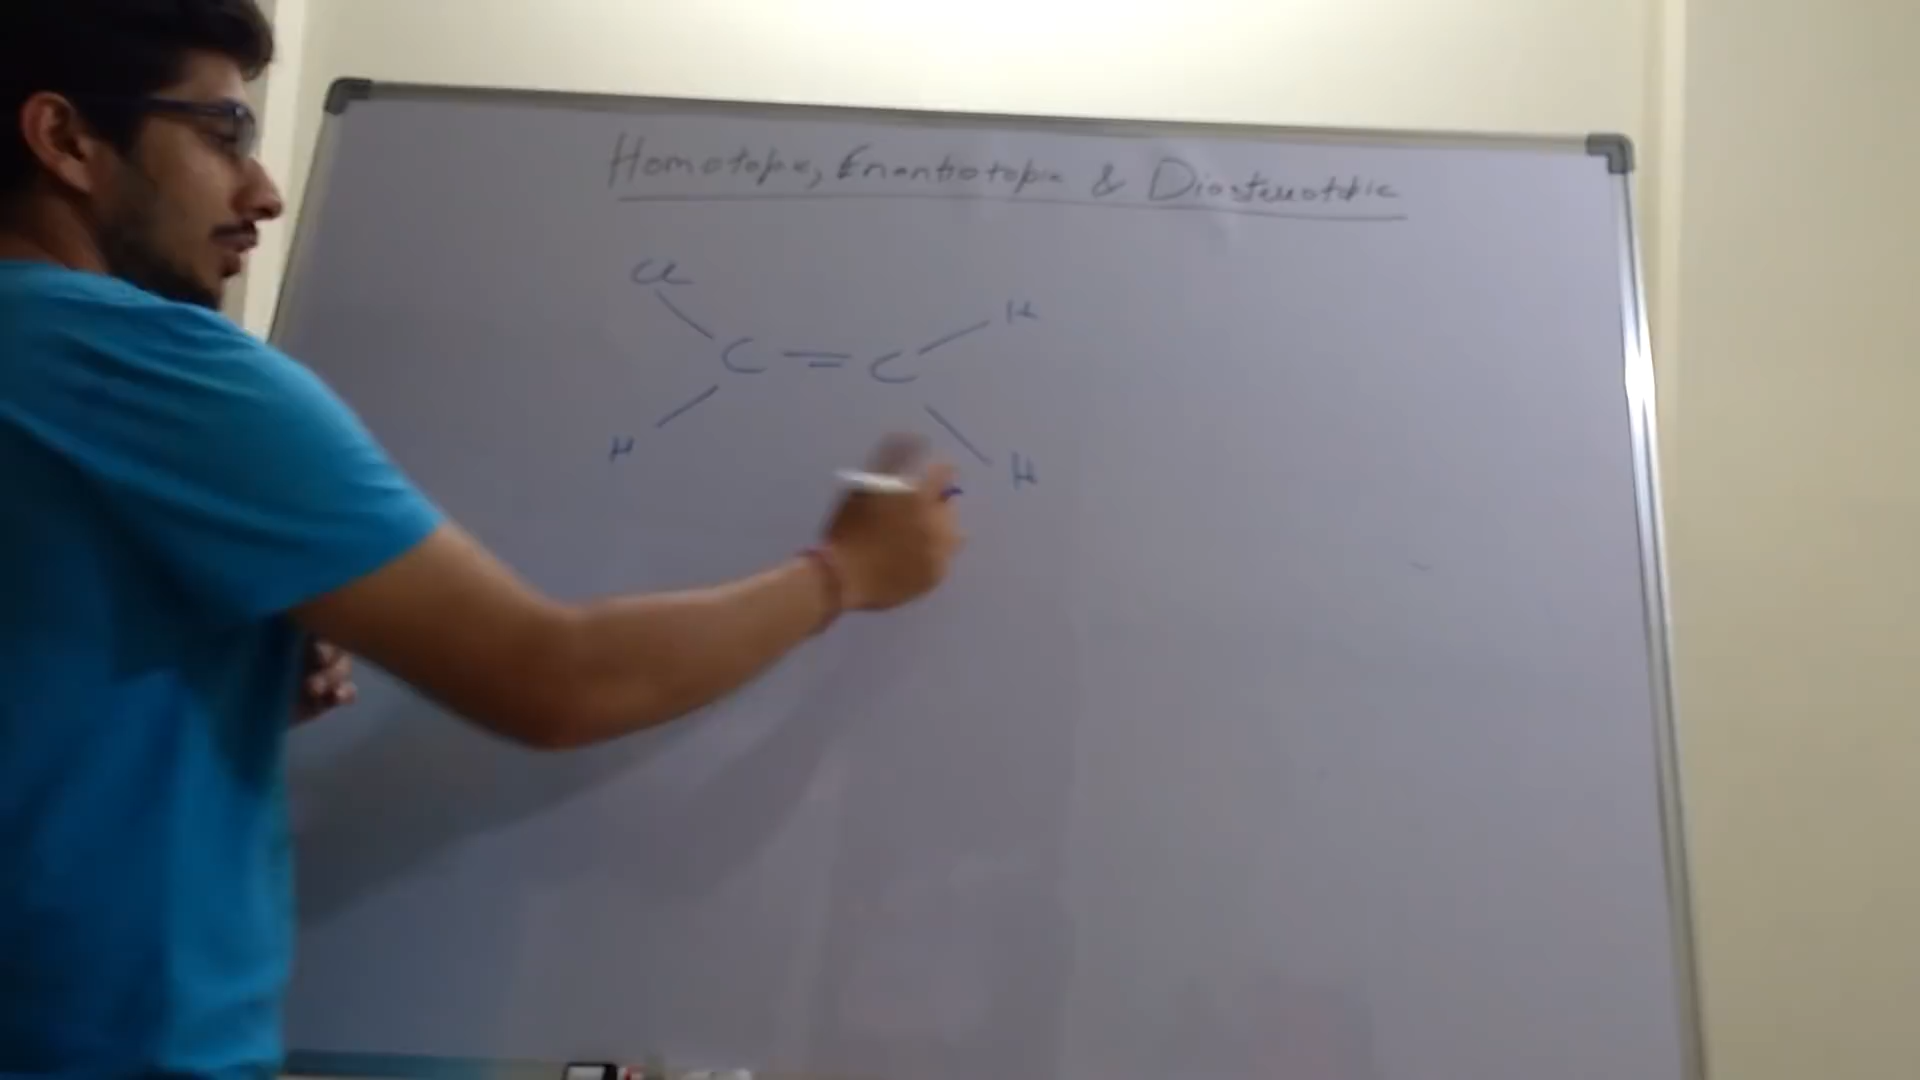 Homotopic, Enantiotopic & Diastereotopic
Cl
H
C = C
H
H